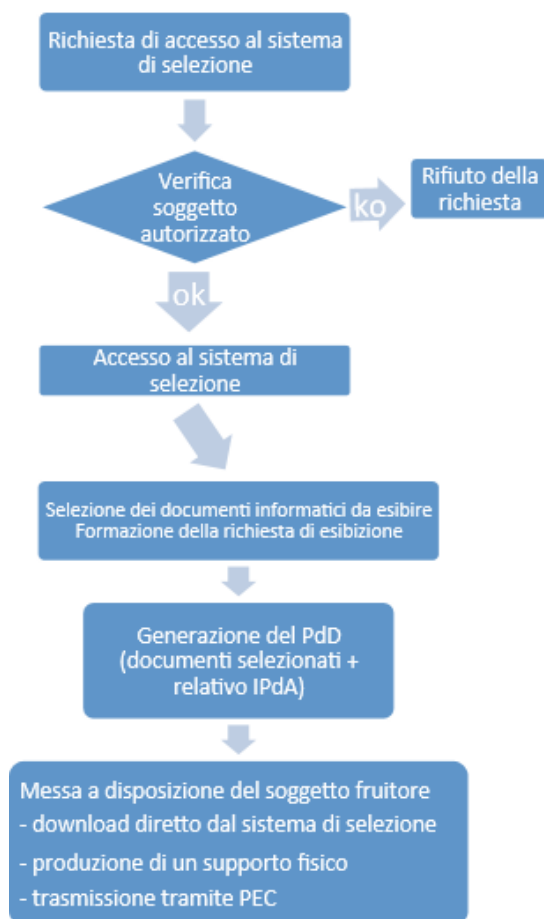 Richiesta di accesso al sistema
di selezione
Verifica
soggetto
autorizzato
ko
Rifiuto della
richiesta
ok
Accesso al sistema di
selezione
Selezione dei documenti informatici da esibire
Formazione della richiesta di esibizione
Generazione del PdD
(documenti selezionati +
relativo IPdA)
Messa a disposizione del soggetto fruitore
- download diretto dal sistema di selezione
- produzione di un supporto fisico
- trasmissione tramite PEC